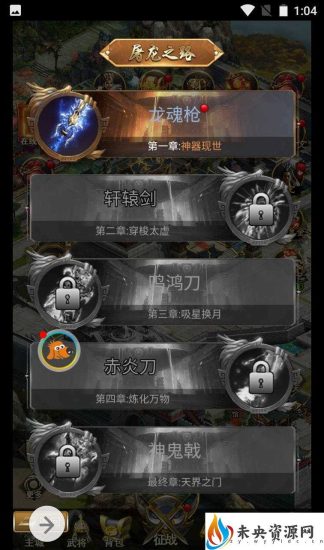 1:04
屠龙之路
龙魂枪
第一章:神器现世
轩辕剑
第二章:穿梭太虚
鸣鸿刀
第三章:吸星换月
赤炎刀
第四章:炼化万物
神鬼戟
最终章:天界之门
更多
主城 武将 背包 征战
未央资源网